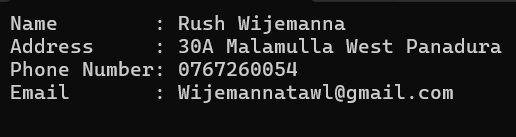 Name          : Rush Wijemanna
Address       : 30A Malamulla West Panadura
Phone Number: 0767260054
Email         : Wijemannatawl@gmail.com